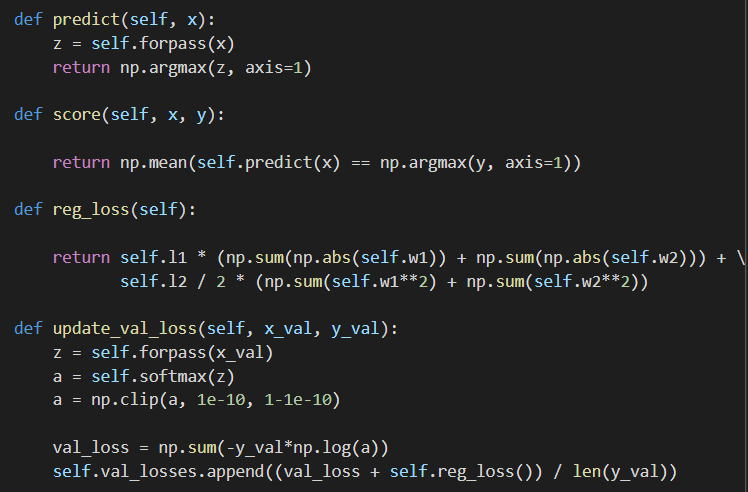 def predict(self, x):
    z = self.forpass(x)
    return np.argmax(z, axis=1)

def score(self, x, y):

    return np.mean(self.predict(x) == np.argmax(y, axis=1))

def reg_loss(self):

    return self.l1 * (np.sum(np.abs(self.w1)) + np.sum(np.abs(self.w2))) + \
           self.l2 / 2 * (np.sum(self.w1**2) + np.sum(self.w2**2))

def update_val_loss(self, x_val, y_val):
    z = self.forpass(x_val)
    a = self.softmax(z)
    a = np.clip(a, 1e-10, 1-1e-10)

    val_loss = np.sum(-y_val*np.log(a))
    self.val_losses.append((val_loss + self.reg_loss()) / len(y_val))